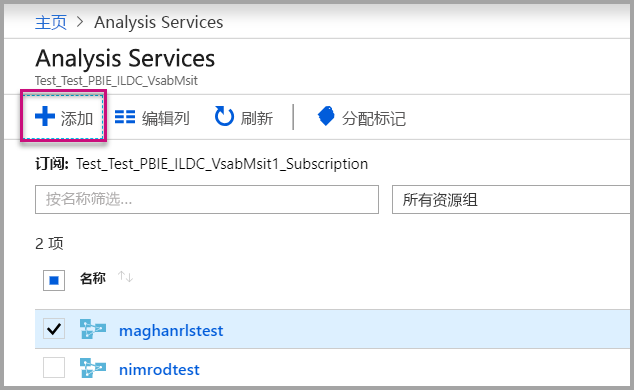 主页 > Analysis Services
Analysis Services
Test_Test_PBIE_ILDC_VsabMsit
添加 编辑列 刷新 分配标记
订阅: Test_Test_PBIE_ILDC_VsabMsit1_Subscription
按名称筛选... 所有资源组
2 项
名称
maghanrlstest
nimrodtest